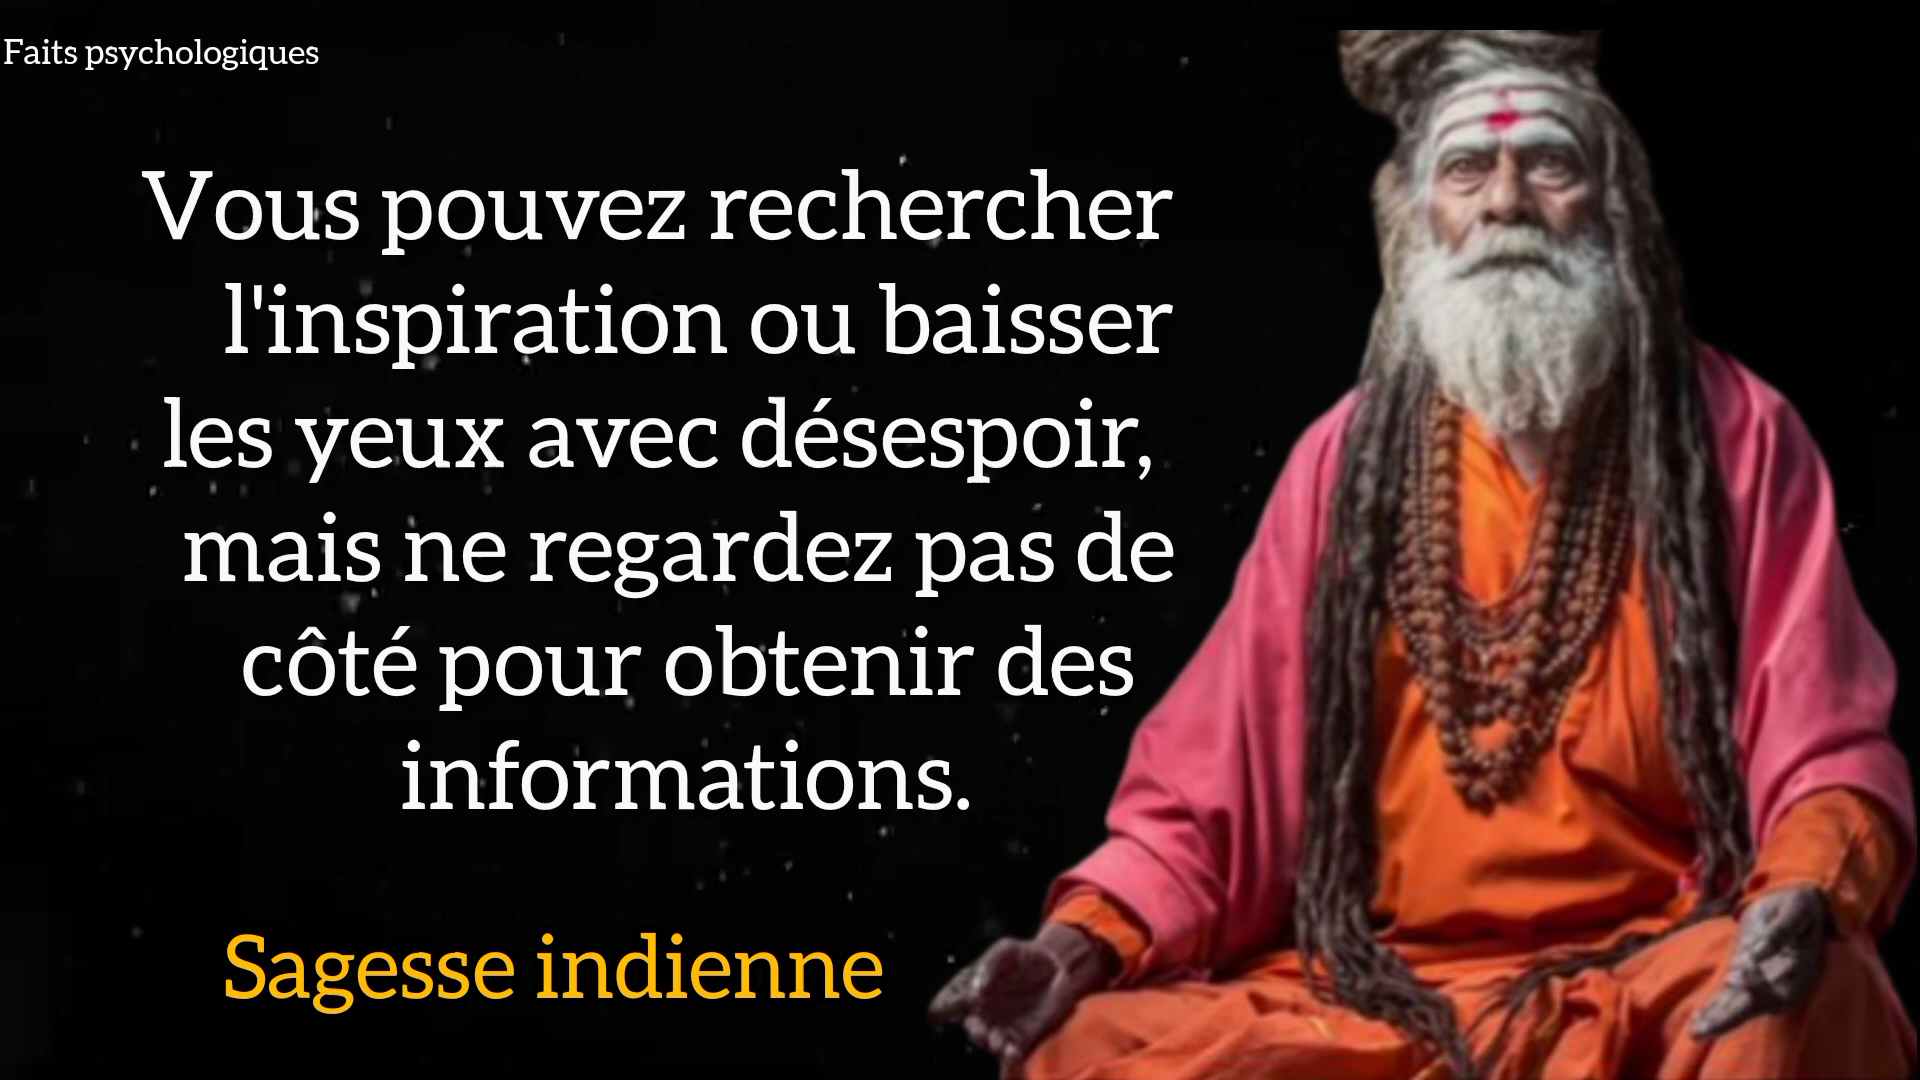 Faits psychologiques
Vous pouvez rechercher
l'inspiration ou baisser
les yeux avec désespoir,
mais ne regardez pas de
côté pour obtenir des
informations.
Sagesse indienne